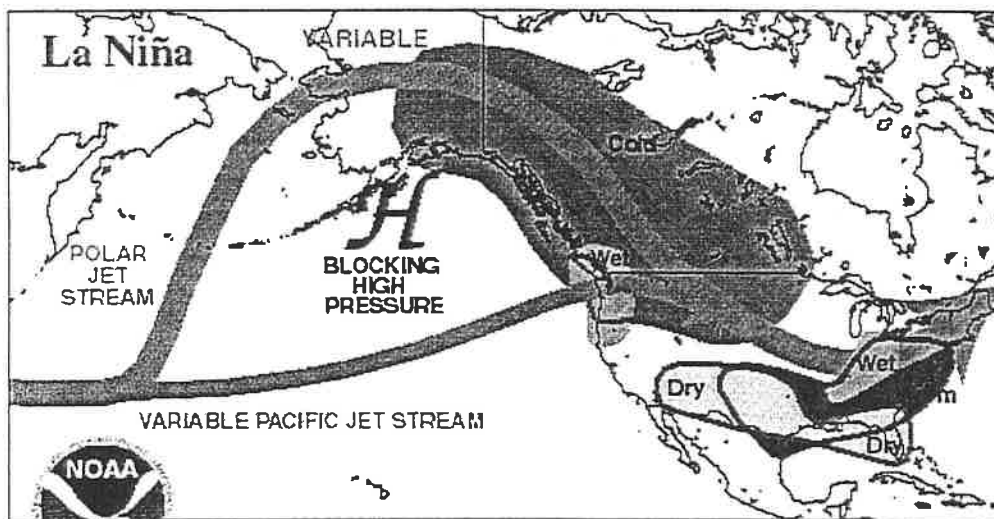 La Niña
VARIABLE
Cold
H
POLAR
JET
STREAM
BLOCKING
HIGH
PRESSURE
Wet
Wet
Dry
Dry
VARIABLE PACIFIC JET STREAM
NOAA